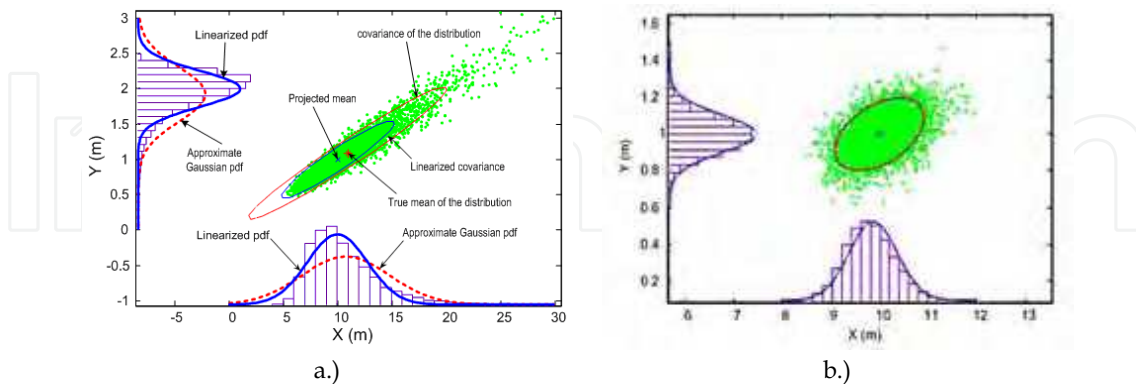 3
2.5
2
1.5
1
0.5
0
-0.5
-1
Y (m)
-5
0
5
10
15
20
25
30
X (m)
Linearized pdf
covariance of the distribution
Projected mean
Approximate
Gaussian pdf
Linearized covariance
True mean of the distribution
Linearized pdf
Approximate Gaussian pdf
a.)
1.6
1.4
1.2
1
0.8
0.6
0.4
0.2
Y (m)
6
7
8
9
10
11
12
13
X (m)
b.)